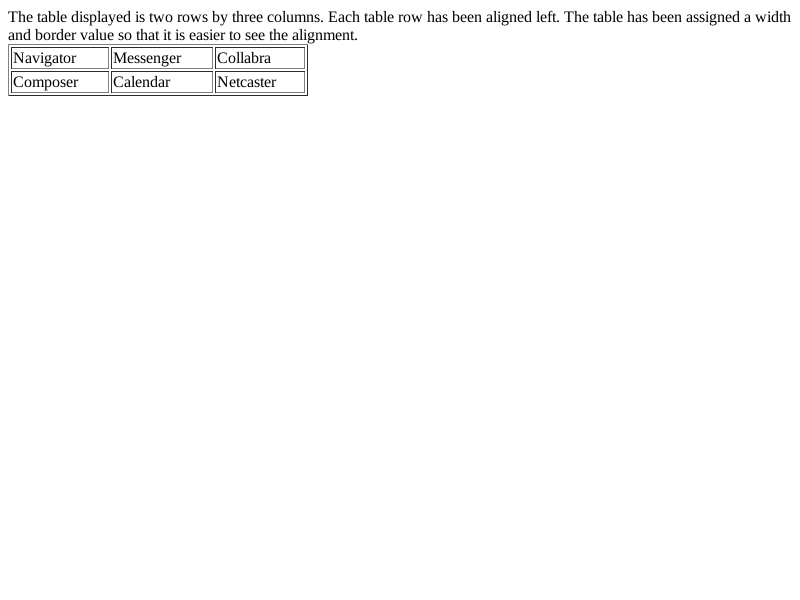 The table displayed is two rows by three columns. Each table row has been aligned left. The table has been assigned a width
and border value so that it is easier to see the alignment.
Navigator Messenger Collabra
Composer Calendar Netcaster